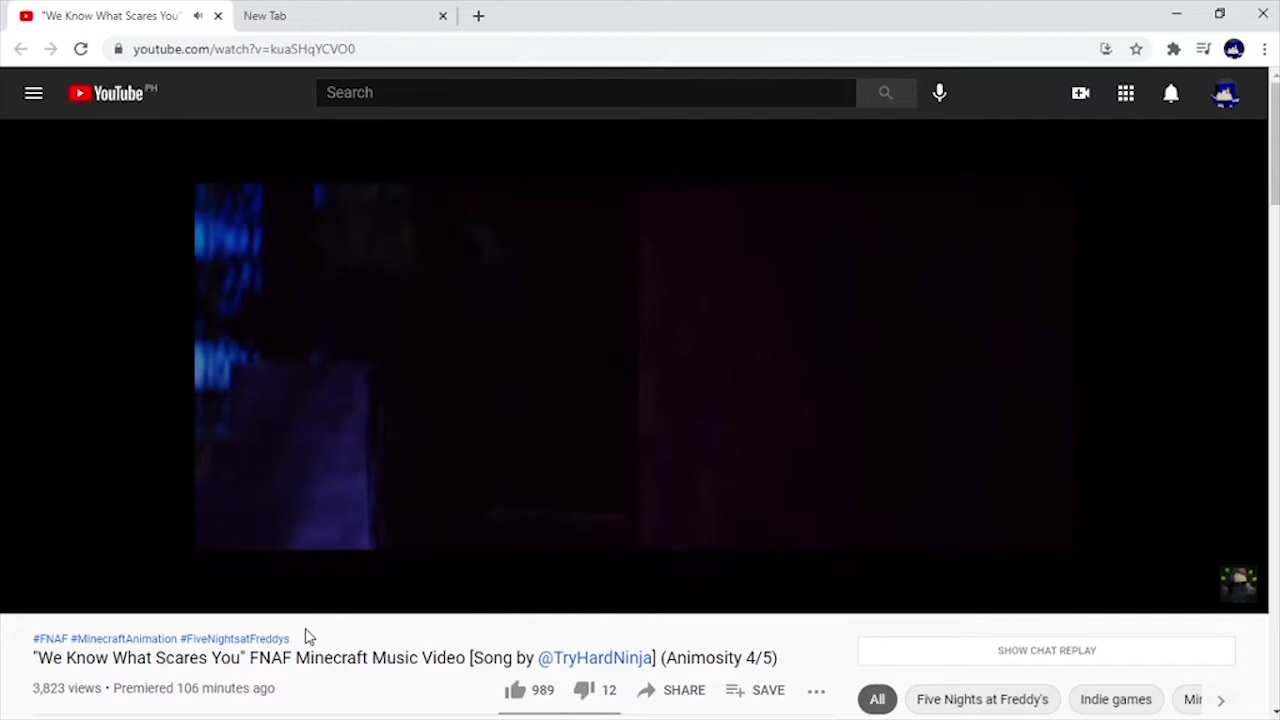 "We Know What Scares You"
New Tab
youtube.com/watch?v=kuaSHqYCVO0
YouTube PH
Search
#FNAF #MinecraftAnimation #FiveNightsatFreddys
"We Know What Scares You" FNAF Minecraft Music Video [Song by @TryHardNinja] (Animosity 4/5)
3,823 views • Premiered 106 minutes ago
989
12
SHARE
SAVE
SHOW CHAT REPLAY
All
Five Nights at Freddy's
Indie games
Min